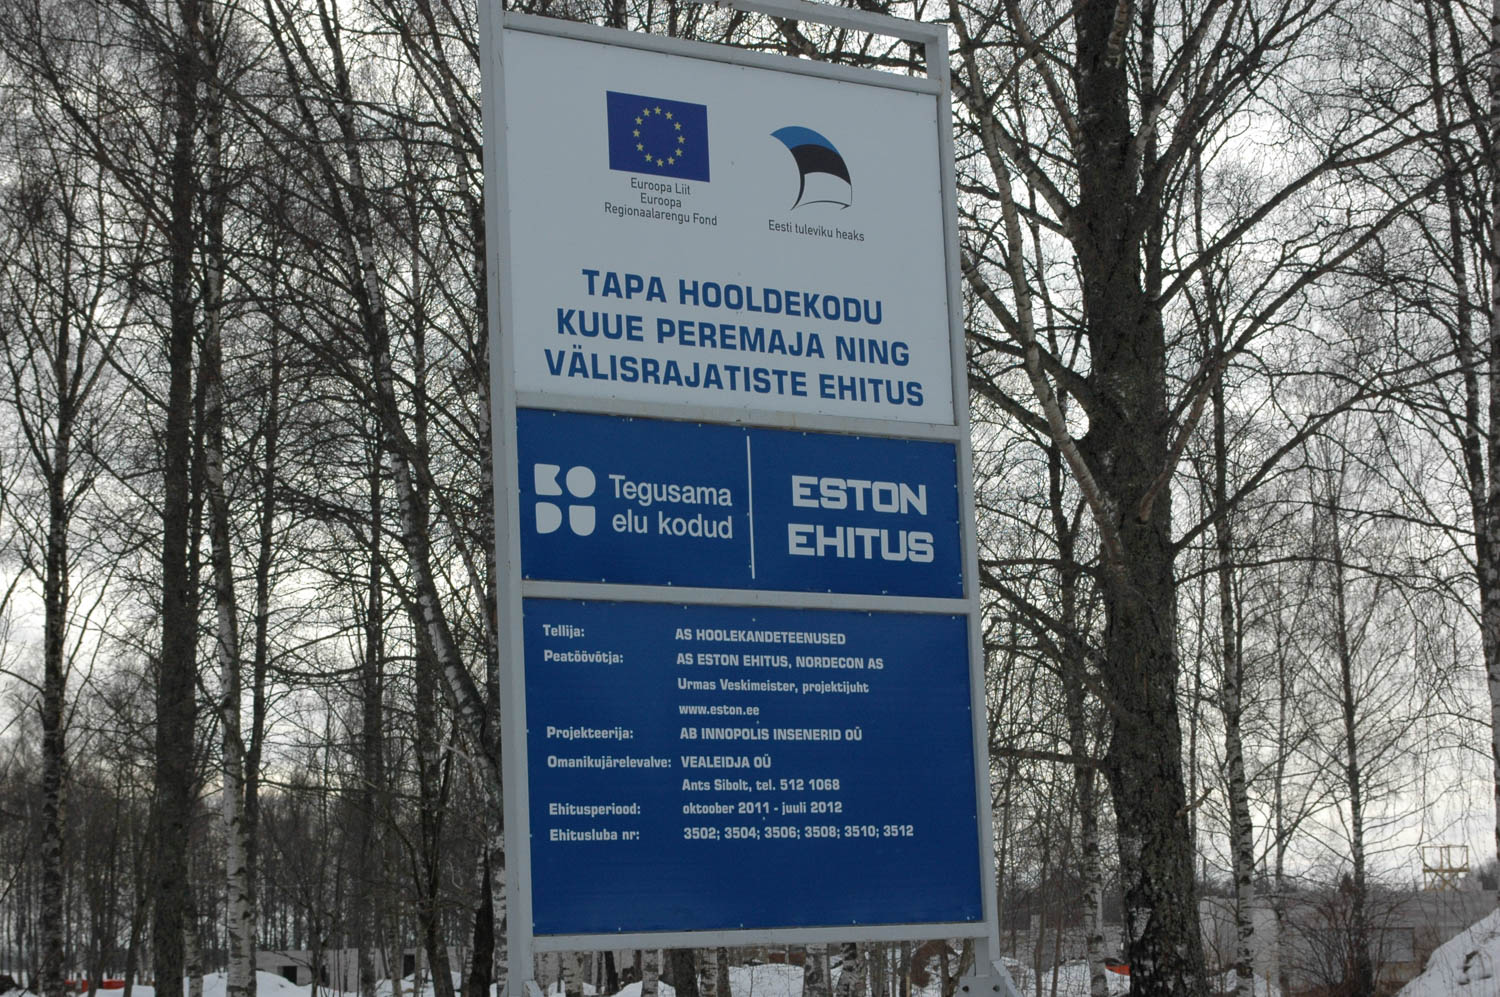 Euroopa Liit
Euroopa
Regionaalarengu Fond
Eesti tuleviku heaks
TAPA HOOLDEKODU
KUUE PEREMAJA NING
VÄLISRAJATISTE EHITUS
KODU
Tegusama
elu kodud
ESTON
EHITUS
Tellija: AS HOOLEKANDETEENUSED
Peatöövõtja: AS ESTON EHITUS, NORDECON AS
Urmas Veskimeister, projektijuht
www.eston.ee
Projekteerija: AB INNOPOLIS INSENERID OÜ
Omanikujärelevalve: VEALEIDJA OÜ
Ants Sibolt, tel. 512 1068
Ehitusperiood: oktoober 2011 - juuli 2012
Ehitusluba nr: 3502; 3504; 3506; 3508; 3510; 3512